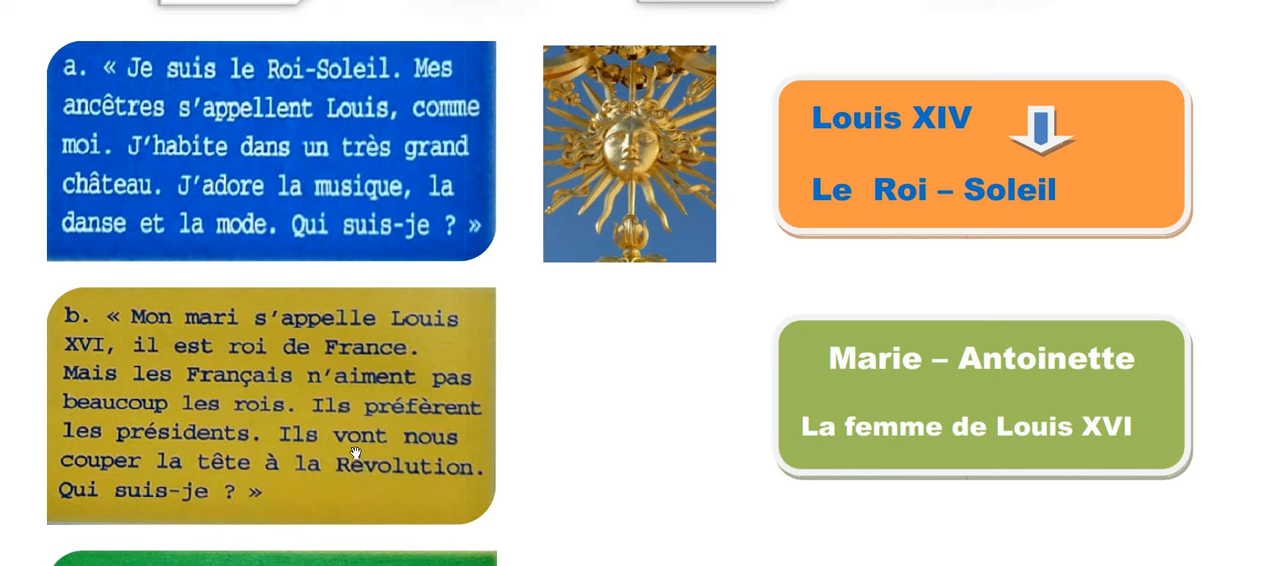 a. « Je suis le Roi-Soleil. Mes
ancêtres s'appellent Louis, comme
moi. J'habite dans un très grand
château. J'adore la musique, la
danse et la mode. Qui suis-je ? »
Louis XIV
Le Roi – Soleil
b. « Mon mari s'appelle Louis
XVI, il est roi de France.
Mais les Français n'aiment pas
beaucoup les rois. Ils préfèrent
les présidents. Ils vont nous
couper la tête à la Révolution.
Qui suis-je ? »
Marie – Antoinette
La femme de Louis XVI